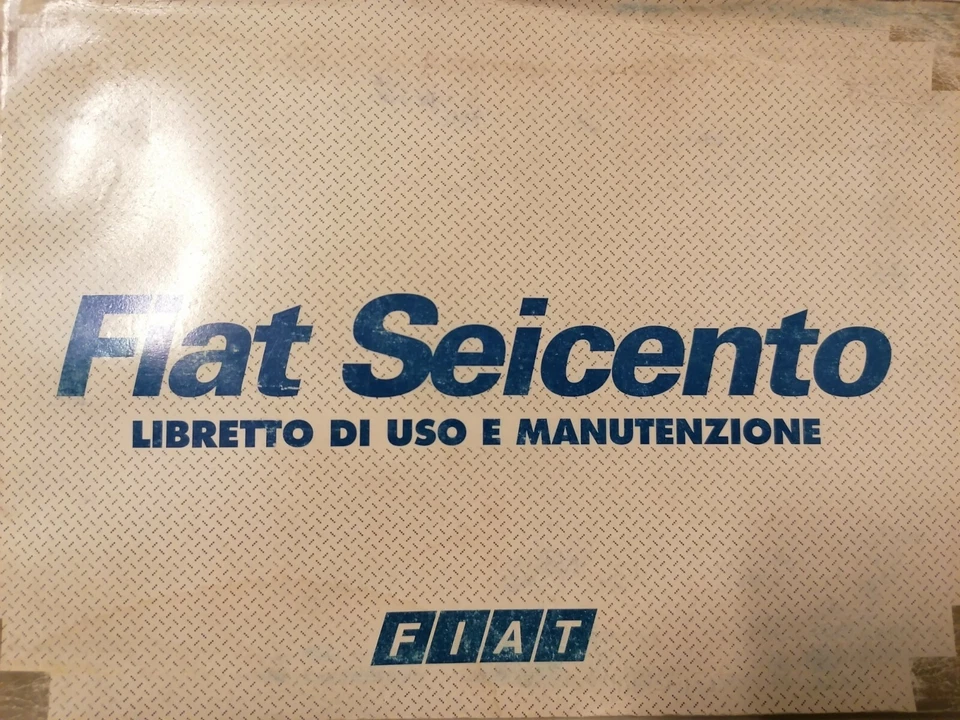 Fiat Seicento
LIBRETTO DI USO E MANUTENZIONE
FIAT